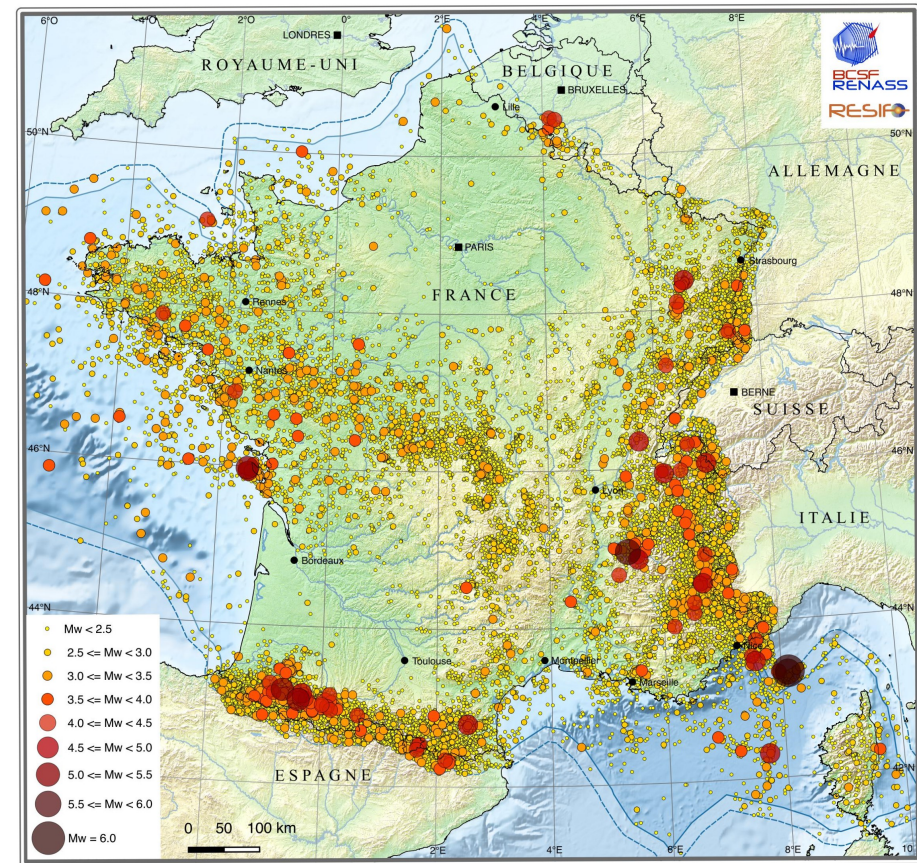 6°O 4°O 2°O 0° 2°E 4°E 6°E 8°E
LONDRES
ROYAUME-UNI
BELGIQUE
BRUXELLES
Lille
BCSF
RENASS
RESIF
50°N 50°N
ALLEMAGNE
PARIS
Strasbourg
48°N 48°N
Rennes
FRANCE
Nantes
BERNE
SUISSE
46°N 46°N
Lyon
ITALIE
Bordeaux
44°N 44°N
Mw < 2.5
2.5 <= Mw < 3.0
3.0 <= Mw < 3.5
3.5 <= Mw < 4.0
4.0 <= Mw < 4.5
4.5 <= Mw < 5.0
5.0 <= Mw < 5.5
5.5 <= Mw < 6.0
Mw = 6.0
Toulouse
Montpellier
Marseille
Nice
ESPAGNE
42°N
0 50 100 km
2°E 4°E 6°E 8°E 10